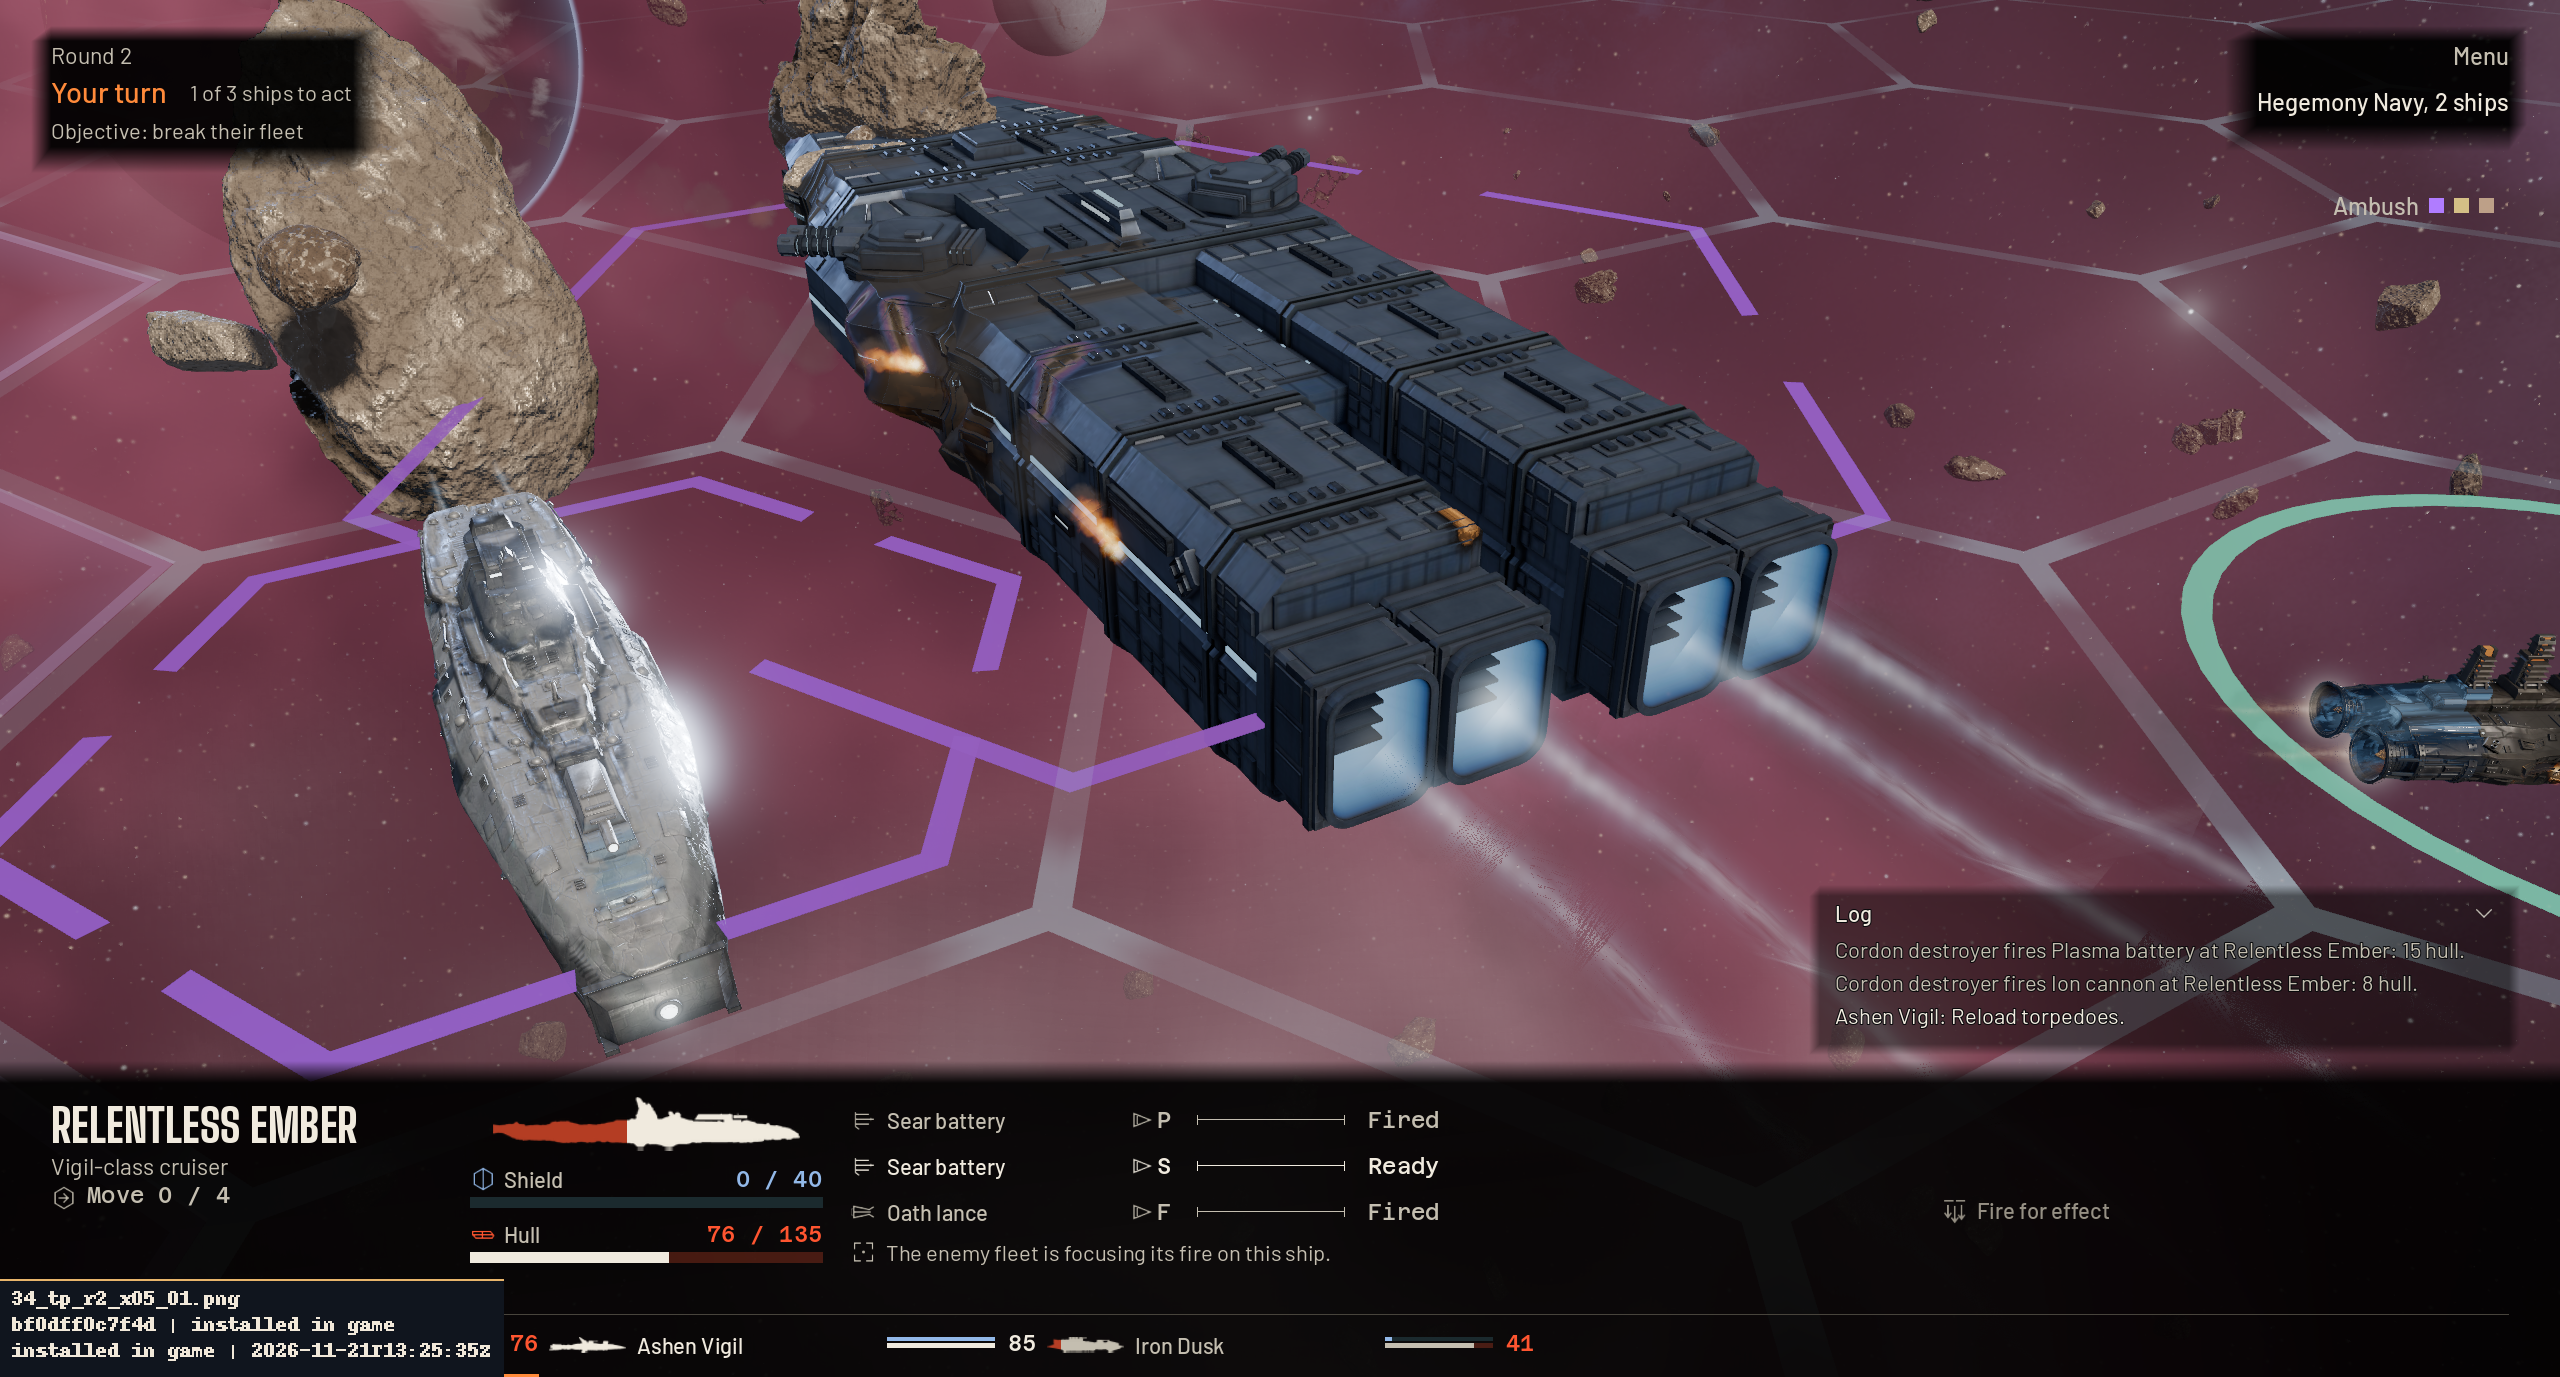 Round 2
Your turn 1 of 3 ships to act
Objective: break their fleet
Menu
Hegemony Navy, 2 ships
Ambush
Log
Cordon destroyer fires Plasma battery at Relentless Ember: 15 hull.
Cordon destroyer fires Ion cannon at Relentless Ember: 8 hull.
Ashen Vigil: Reload torpedoes.
RELENTLESS EMBER
Vigil-class cruiser
Move 0 / 4
Shield 0 / 40
Hull 76 / 135
Sear battery P Fired
Sear battery S Ready
Oath lance F Fired
The enemy fleet is focusing its fire on this ship.
Fire for effect
34_tp_r2_x05_01.png
bf0dff0c7f4d | installed in game
installed in game | 2026-11-21T13:25:35Z
76 Ashen Vigil 85 Iron Dusk 41